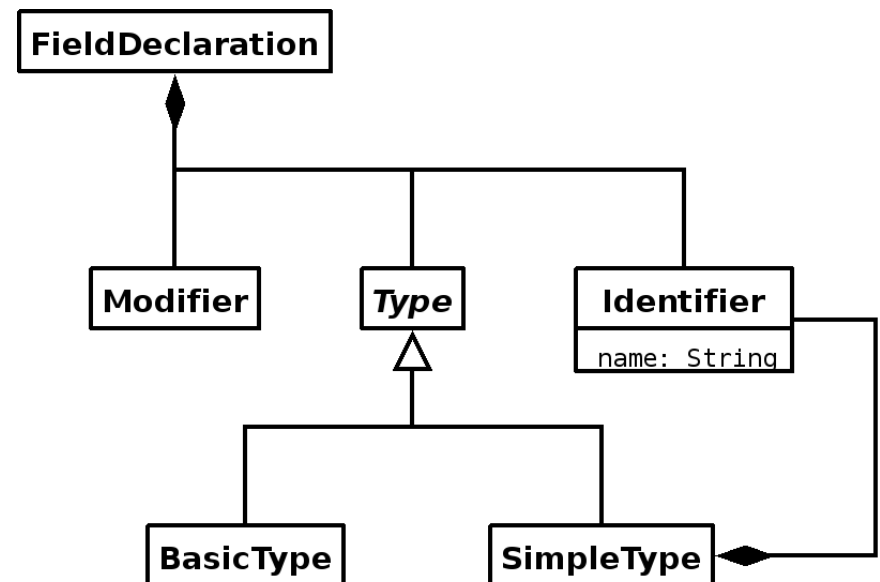 FieldDeclaration
Modifier
Type
Identifier
name: String
BasicType
SimpleType